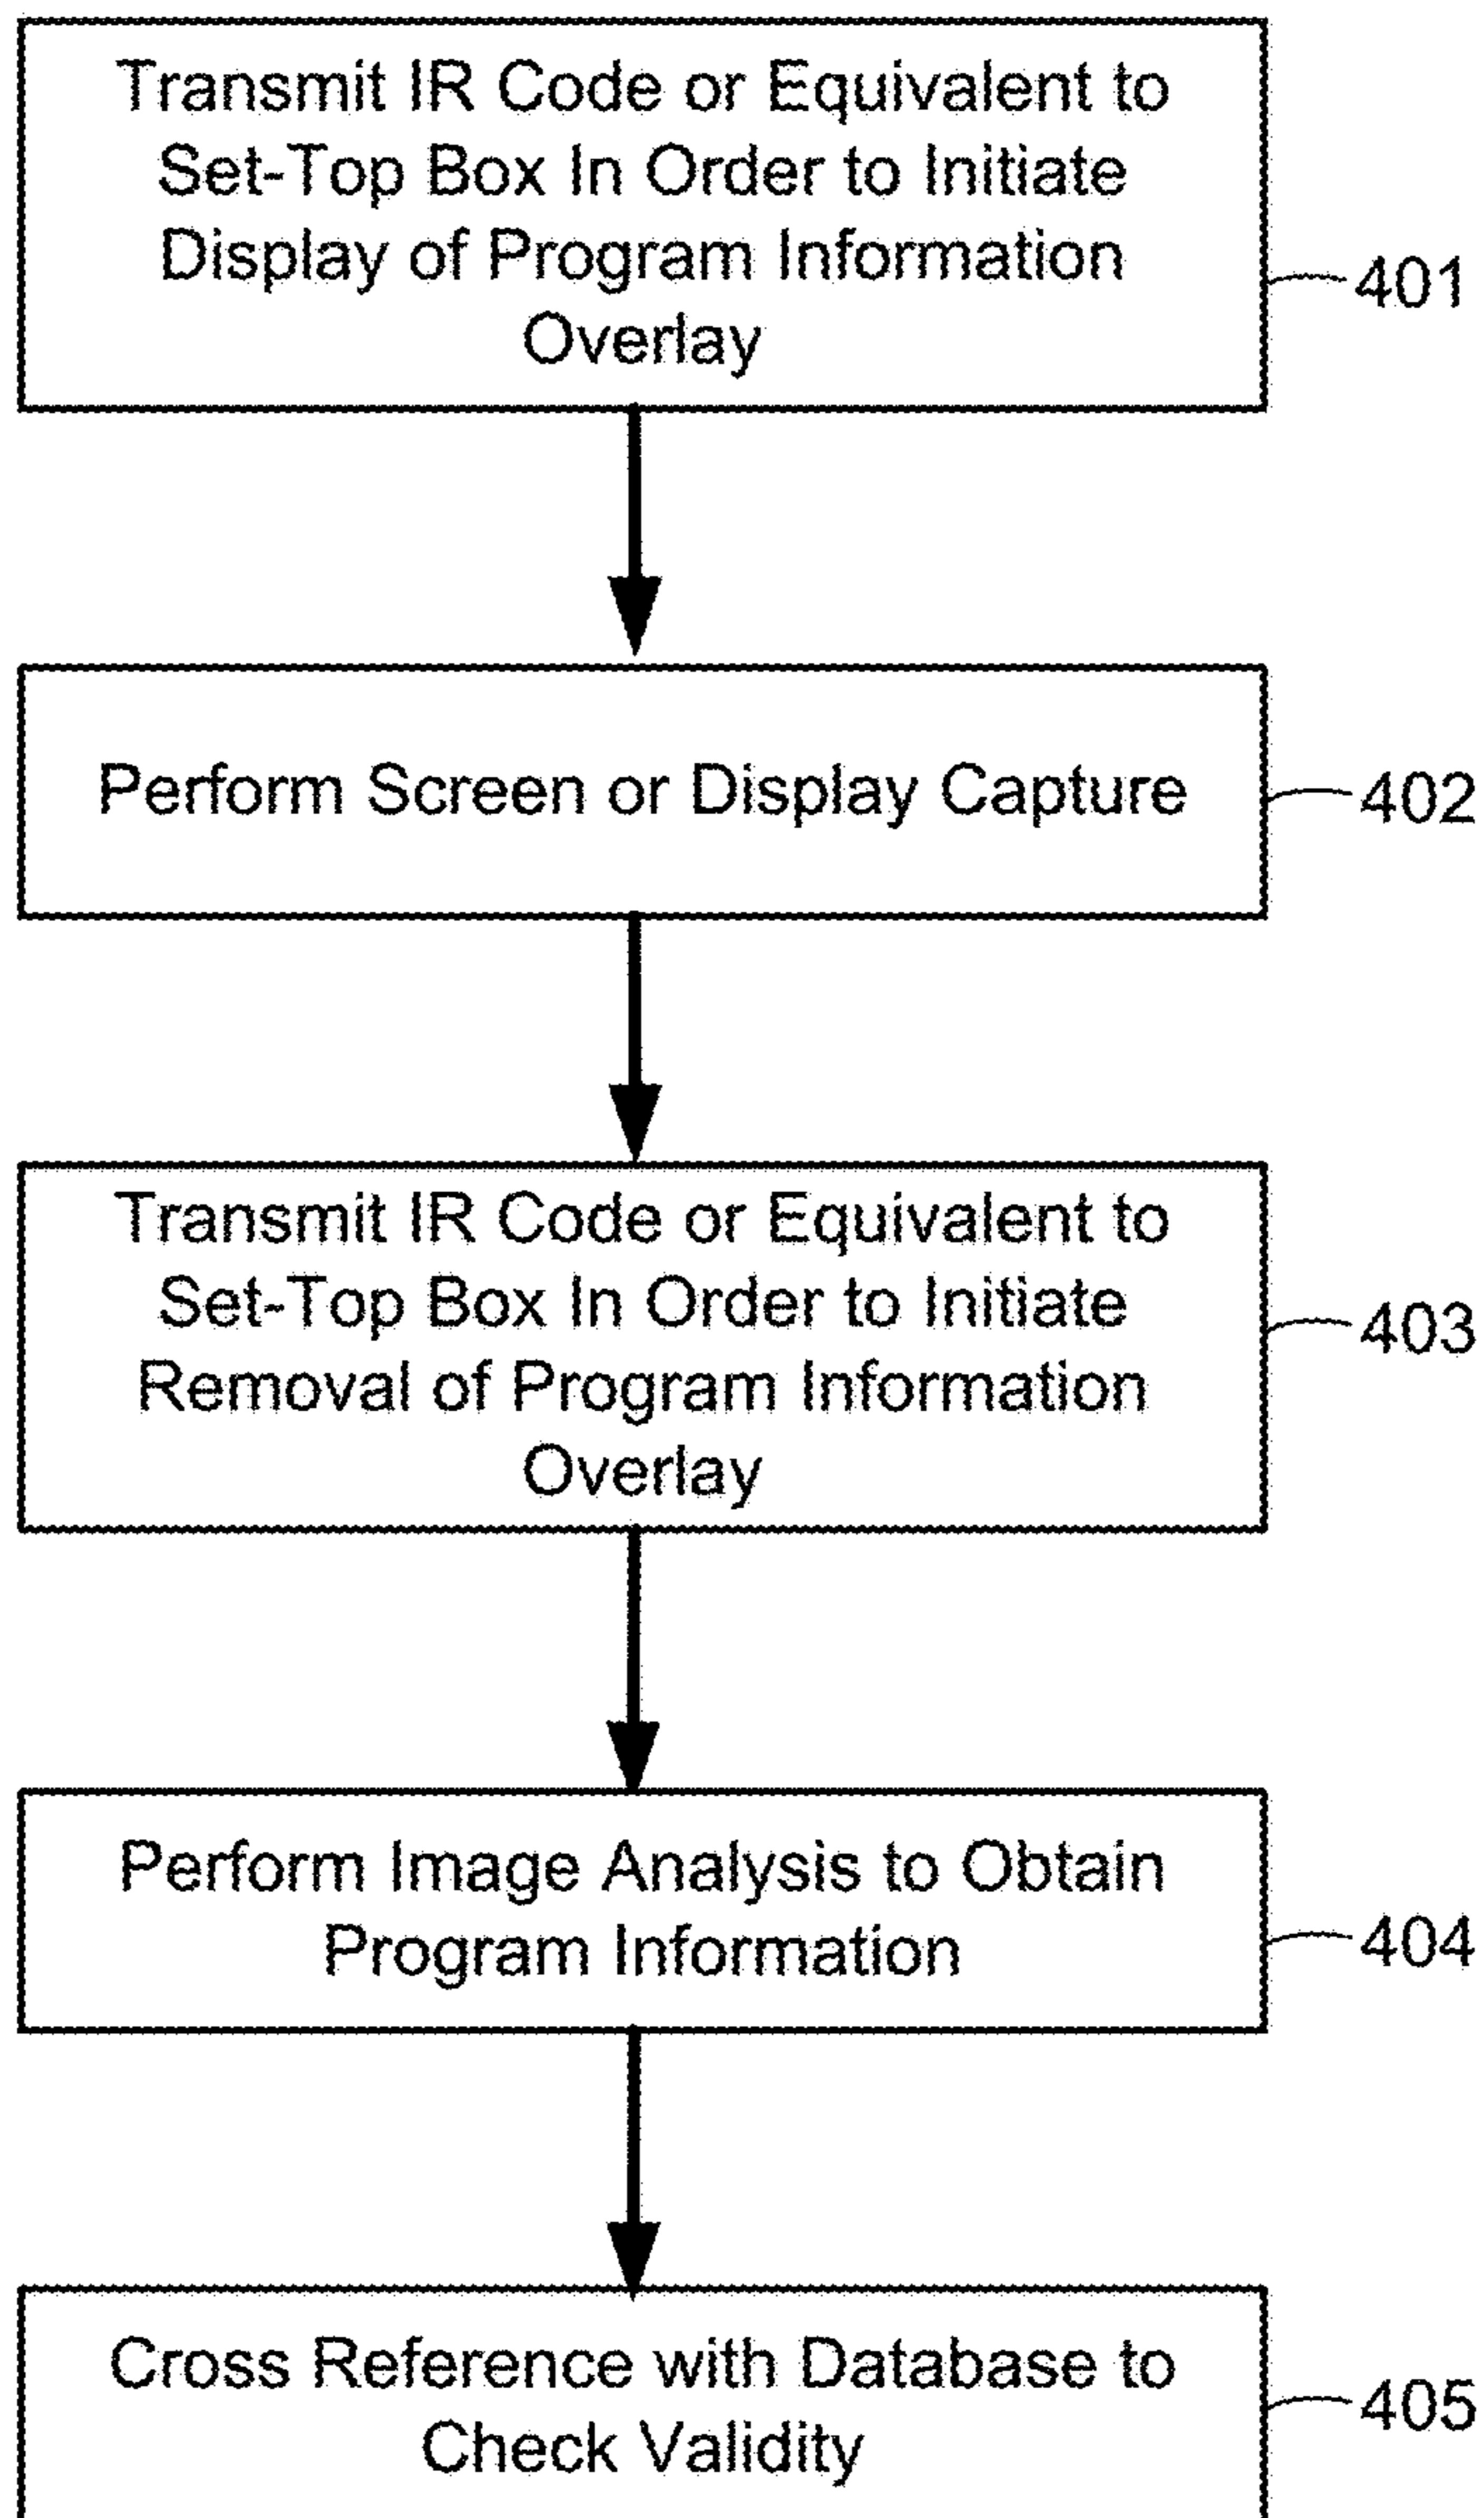 Transmit IR Code or Equivalent to
Set-Top Box In Order to Initiate
Display of Program Information
Overlay
401
Perform Screen or Display Capture
402
Transmit IR Code or Equivalent to
Set-Top Box In Order to Initiate
Removal of Program Information
Overlay
403
Perform Image Analysis to Obtain
Program Information
404
Cross Reference with Database to
Check Validity
405